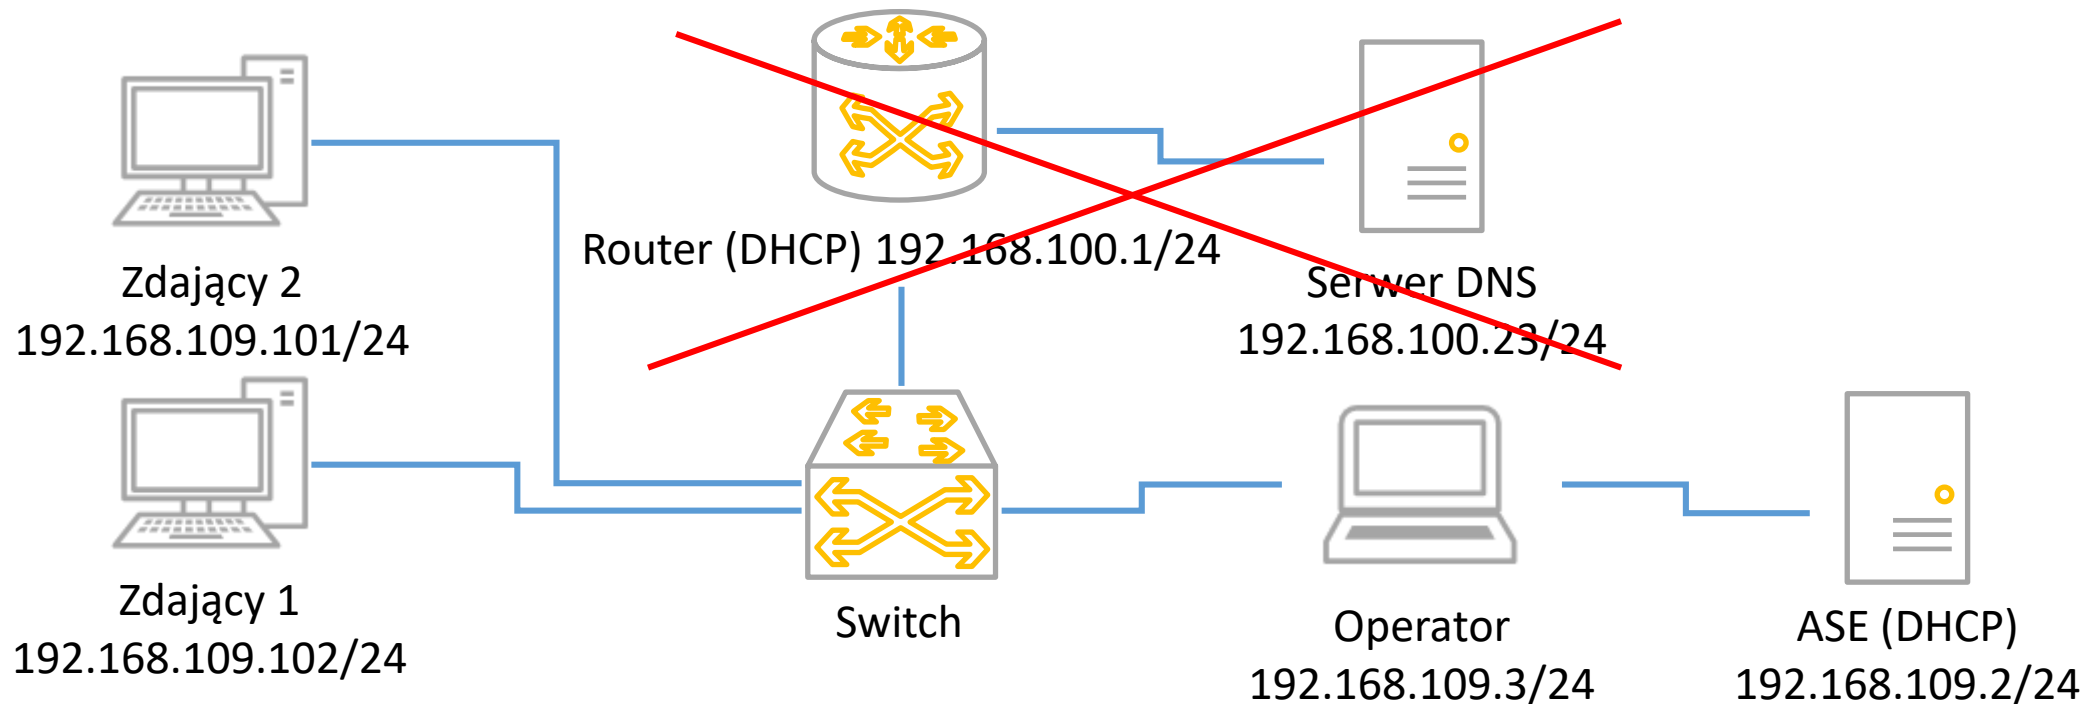 Router (DHCP) 192.168.100.1/24
Zdający 2
192.168.109.101/24
Serwer DNS
192.168.100.23/24
Zdający 1
192.168.109.102/24
Switch
Operator
192.168.109.3/24
ASE (DHCP)
192.168.109.2/24